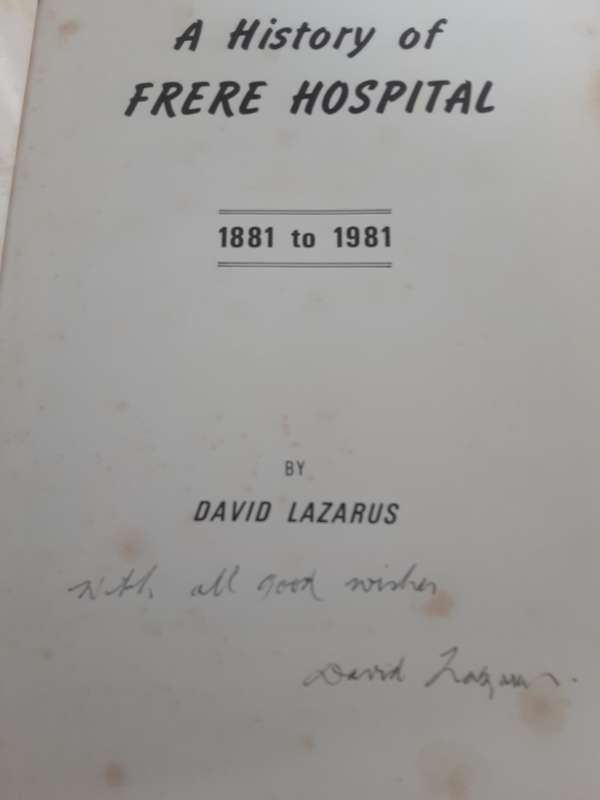 A History of
FRERE HOSPITAL
1881 to 1981
BY
DAVID LAZARUS
With all good wishes
David Lazarus.